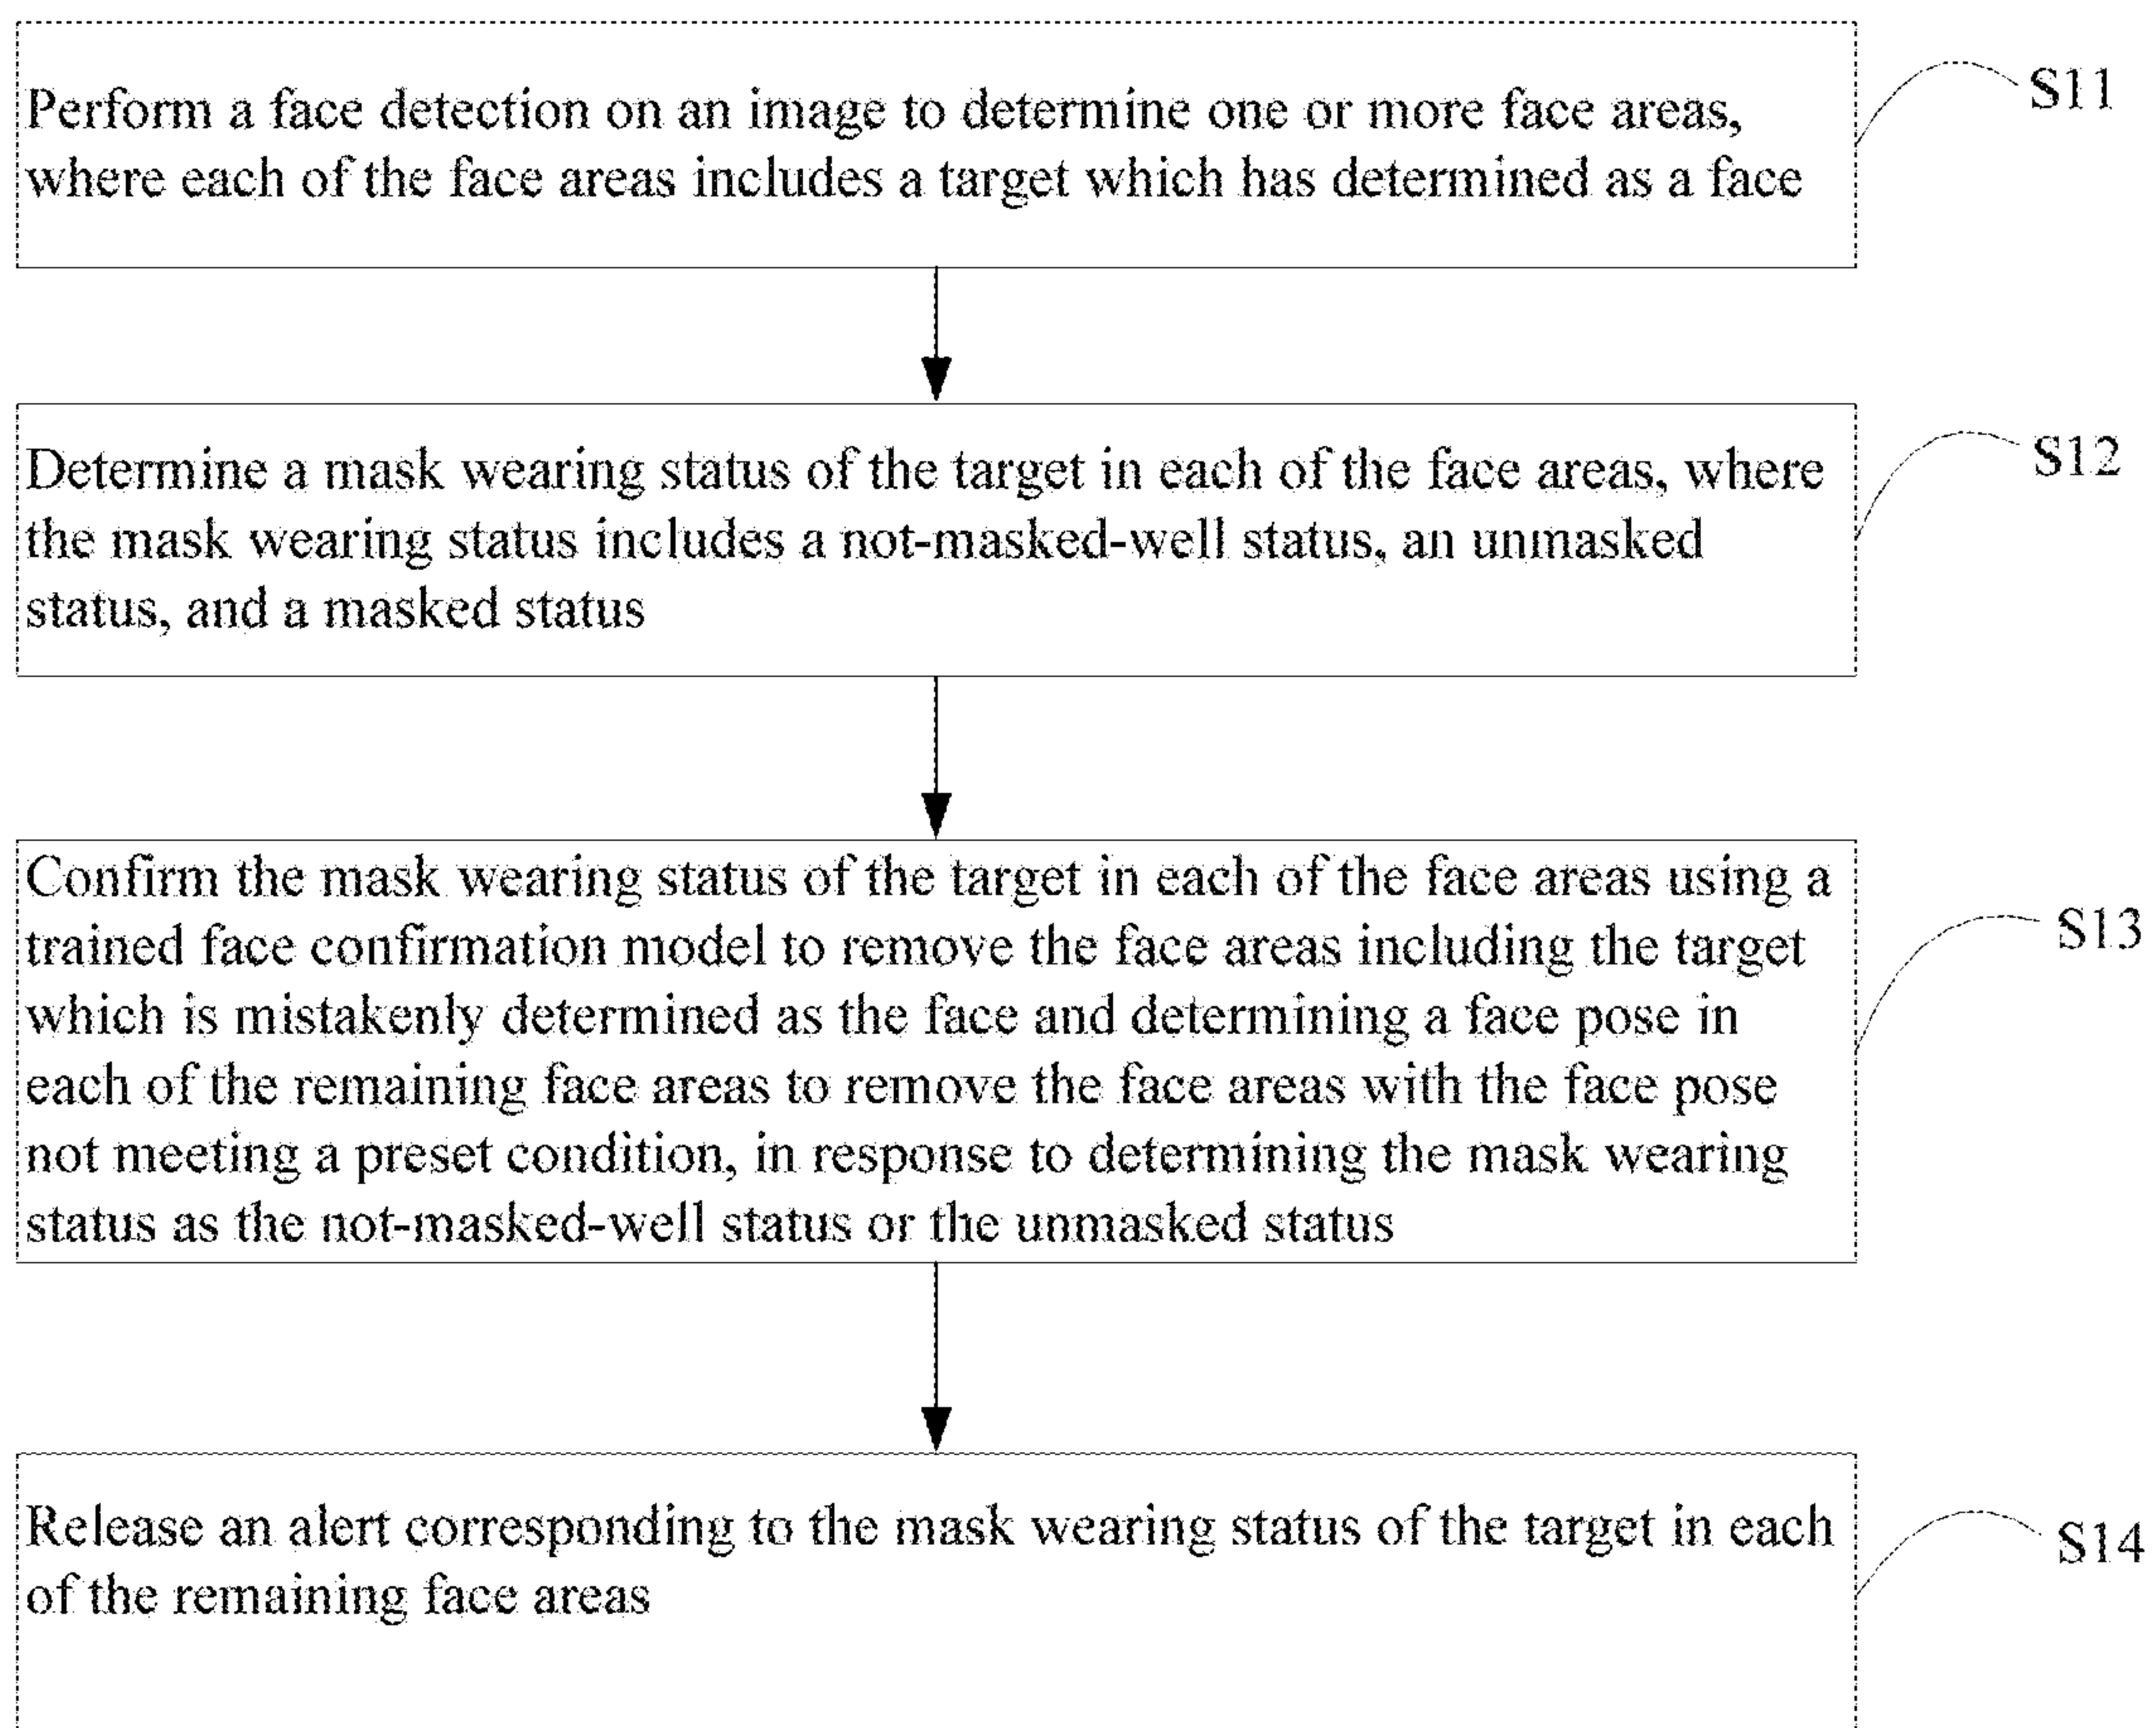 Perform a face detection on an image to determine one or more face areas,
where each of the face areas includes a target which has determined as a face
S11
Determine a mask wearing status of the target in each of the face areas, where
the mask wearing status includes a not-masked-well status, an unmasked
status, and a masked status
S12
Confirm the mask wearing status of the target in each of the face areas using a
trained face confirmation model to remove the face areas including the target
which is mistakenly determined as the face and determining a face pose in
each of the remaining face areas to remove the face areas with the face pose
not meeting a preset condition, in response to determining the mask wearing
status as the not-masked-well status or the unmasked status
S13
Release an alert corresponding to the mask wearing status of the target in each
of the remaining face areas
S14